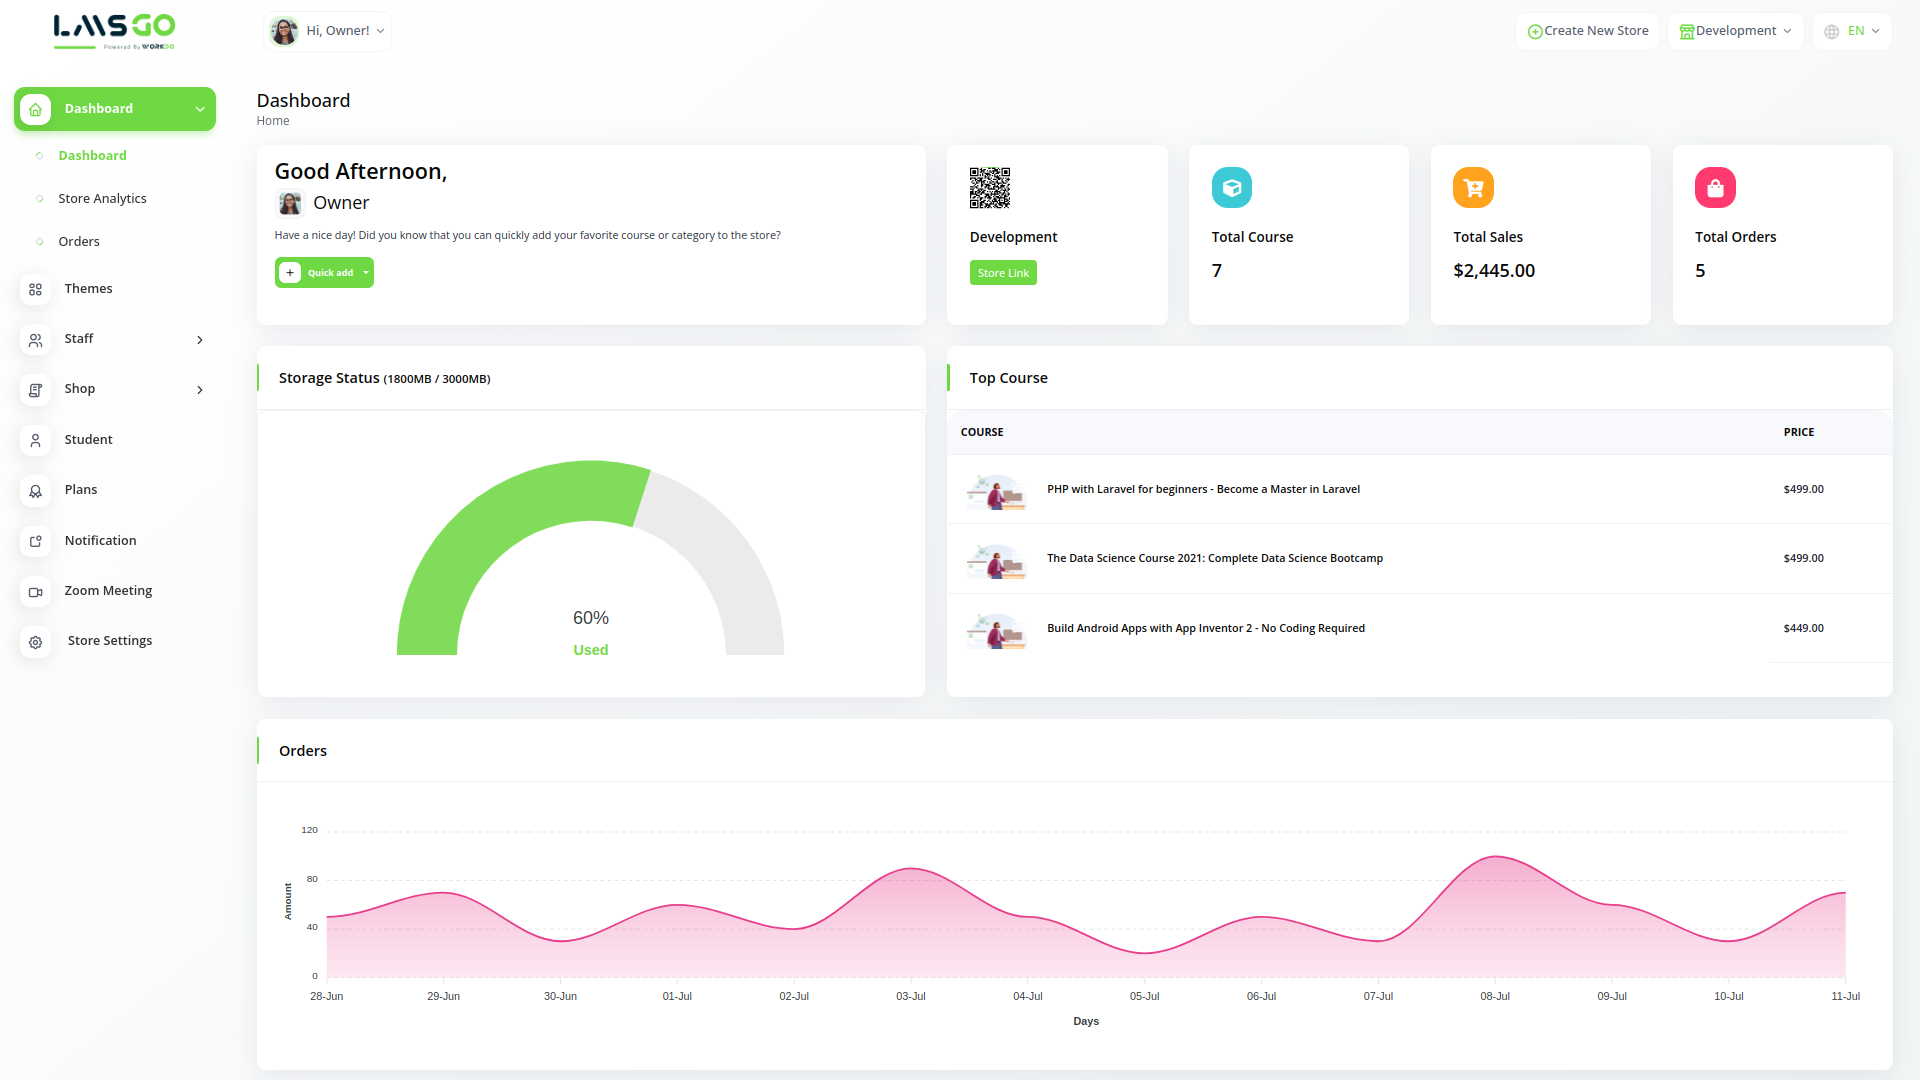 LMSGO
Powered By WORKDO
Hi, Owner!
Create New Store
Development
EN
Dashboard
Dashboard
Store Analytics
Orders
Themes
Staff
Shop
Student
Plans
Notification
Zoom Meeting
Store Settings
Dashboard
Home
Good Afternoon,
Owner
Have a nice day! Did you know that you can quickly add your favorite course or category to the store?
+ Quick add
Development
Store Link
Total Course
7
Total Sales
$2,445.00
Total Orders
5
Storage Status (1800MB / 3000MB)
60%
Used
Top Course
COURSE PRICE
PHP with Laravel for beginners - Become a Master in Laravel $499.00
The Data Science Course 2021: Complete Data Science Bootcamp $499.00
Build Android Apps with App Inventor 2 - No Coding Required $449.00
Orders
120
80
40
0
Amount
28-Jun 29-Jun 30-Jun 01-Jul 02-Jul 03-Jul 04-Jul 05-Jul 06-Jul 07-Jul 08-Jul 09-Jul 10-Jul 11-Jul
Days